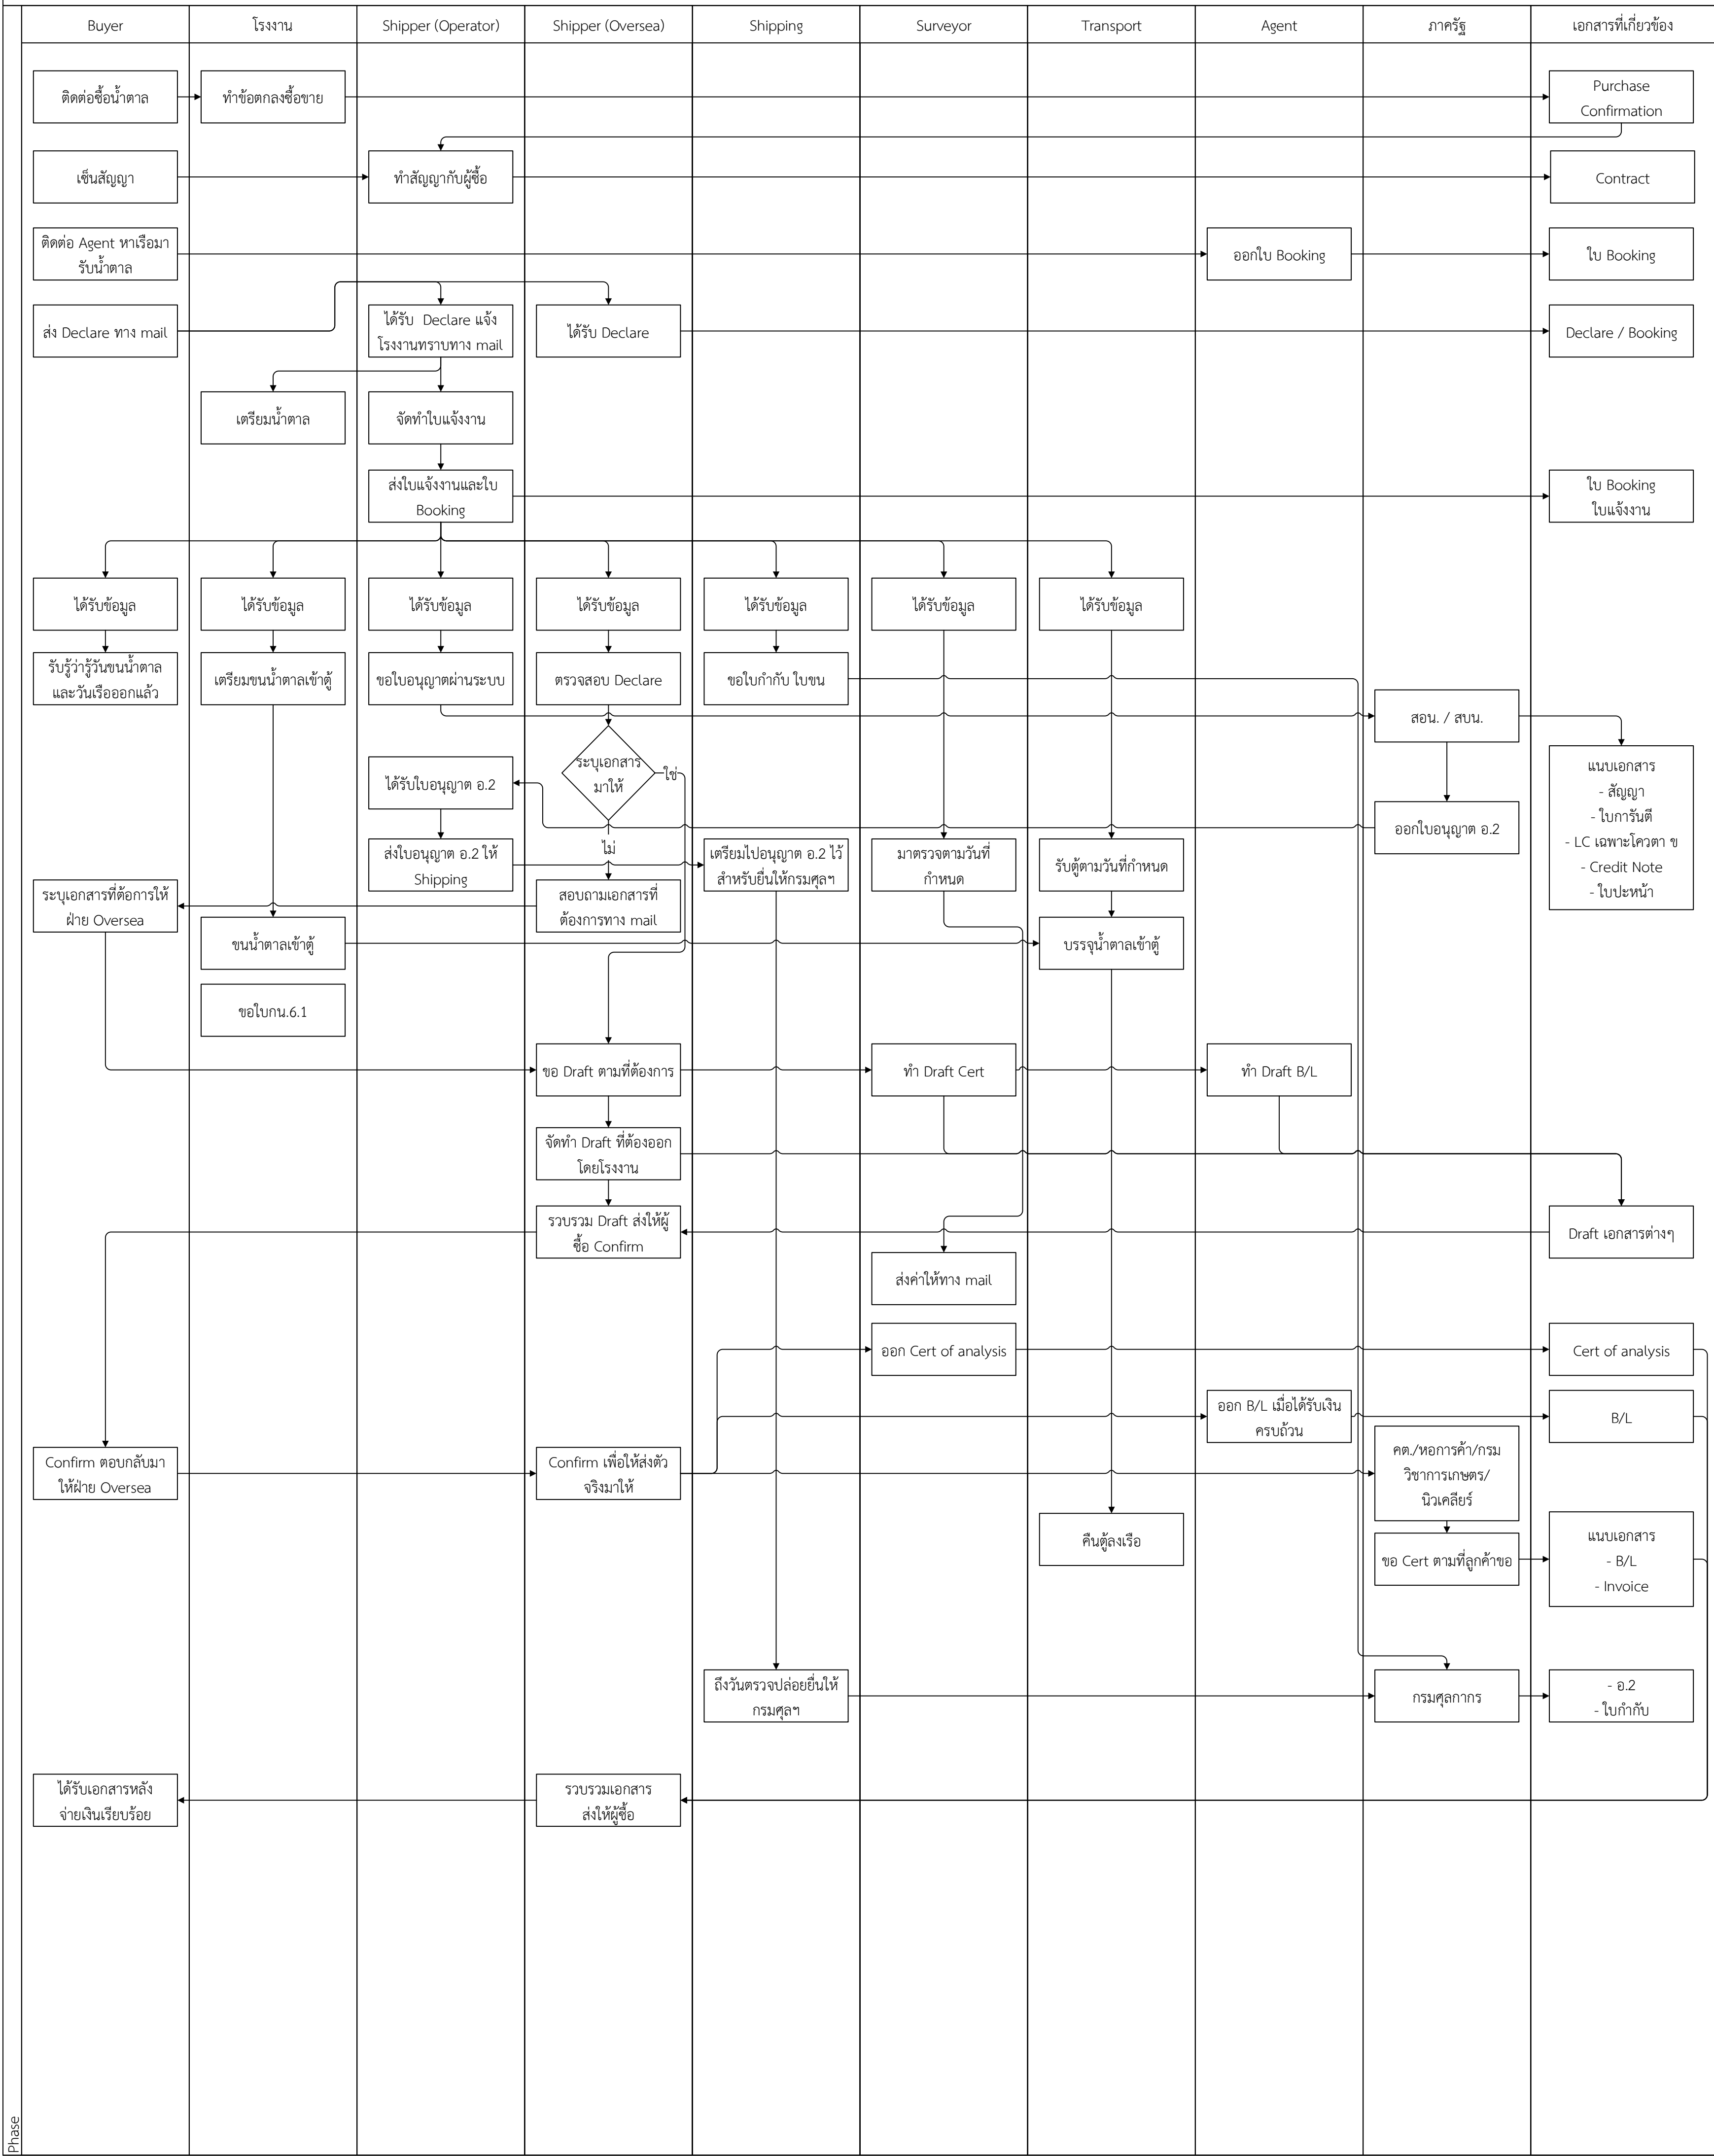 Buyer
โรงงาน
Shipper (Operator)
Shipper (Oversea)
Shipping
Surveyor
Transport
Agent
ภาครัฐ
เอกสารที่เกี่ยวข้อง
ติดต่อซื้อน้ำตาล
ทำข้อตกลงซื้อขาย
Purchase
Confirmation
เซ็นสัญญา
ทำสัญญากับผู้ซื้อ
Contract
ติดต่อ Agent หาเรือมา
รับน้ำตาล
ออกใบ Booking
ใบ Booking
ส่ง Declare ทาง mail
ได้รับ Declare แจ้ง
โรงงานทราบทาง mail
ได้รับ Declare
Declare / Booking
เตรียมน้ำตาล
จัดทำใบแจ้งงาน
ส่งใบแจ้งงานและใบ
Booking
ใบ Booking
ใบแจ้งงาน
ได้รับข้อมูล
ได้รับข้อมูล
ได้รับข้อมูล
ได้รับข้อมูล
ได้รับข้อมูล
ได้รับข้อมูล
ได้รับข้อมูล
รับรู้ว่ารู้วันขนน้ำตาล
และวันเรือออกแล้ว
เตรียมขนน้ำตาลเข้าตู้
ขอใบอนุญาตผ่านระบบ
ตรวจสอบ Declare
ขอใบกำกับ ใบขน
สอน. / สบน.
ระบุเอกสาร
มาให้
ใช่
ไม่
ได้รับใบอนุญาต อ.2
แนบเอกสาร
- สัญญา
- ใบการันตี
- LC เฉพาะโควตา ข
- Credit Note
- ใบปะหน้า
ออกใบอนุญาต อ.2
ส่งใบอนุญาต อ.2 ให้
Shipping
เตรียมไปอนุญาต อ.2 ไว้
สำหรับยื่นให้กรมศุลฯ
มาตรวจตามวันที่
กำหนด
รับตู้ตามวันที่กำหนด
ระบุเอกสารที่ต้อการให้
ฝ่าย Oversea
สอบถามเอกสารที่
ต้องการทาง mail
ขนน้ำตาลเข้าตู้
บรรจุน้ำตาลเข้าตู้
ขอใบกน.6.1
ขอ Draft ตามที่ต้องการ
ทำ Draft Cert
ทำ Draft B/L
จัดทำ Draft ที่ต้องออก
โดยโรงงาน
รวบรวม Draft ส่งให้ผู้
ซื้อ Confirm
Draft เอกสารต่างๆ
ส่งค่าให้ทาง mail
ออก Cert of analysis
Cert of analysis
ออก B/L เมื่อได้รับเงิน
ครบถ้วน
B/L
Confirm ตอบกลับมา
ให้ฝ่าย Oversea
Confirm เพื่อให้ส่งตัว
จริงมาให้
คต./หอการค้า/กรม
วิชาการเกษตร/
นิวเคลียร์
คืนตู้ลงเรือ
ขอ Cert ตามที่ลูกค้าขอ
แนบเอกสาร
- B/L
- Invoice
ถึงวันตรวจปล่อยยื่นให้
กรมศุลฯ
กรมศุลกากร
- อ.2
- ใบกำกับ
ได้รับเอกสารหลัง
จ่ายเงินเรียบร้อย
รวบรวมเอกสาร
ส่งให้ผู้ซื้อ
Phase